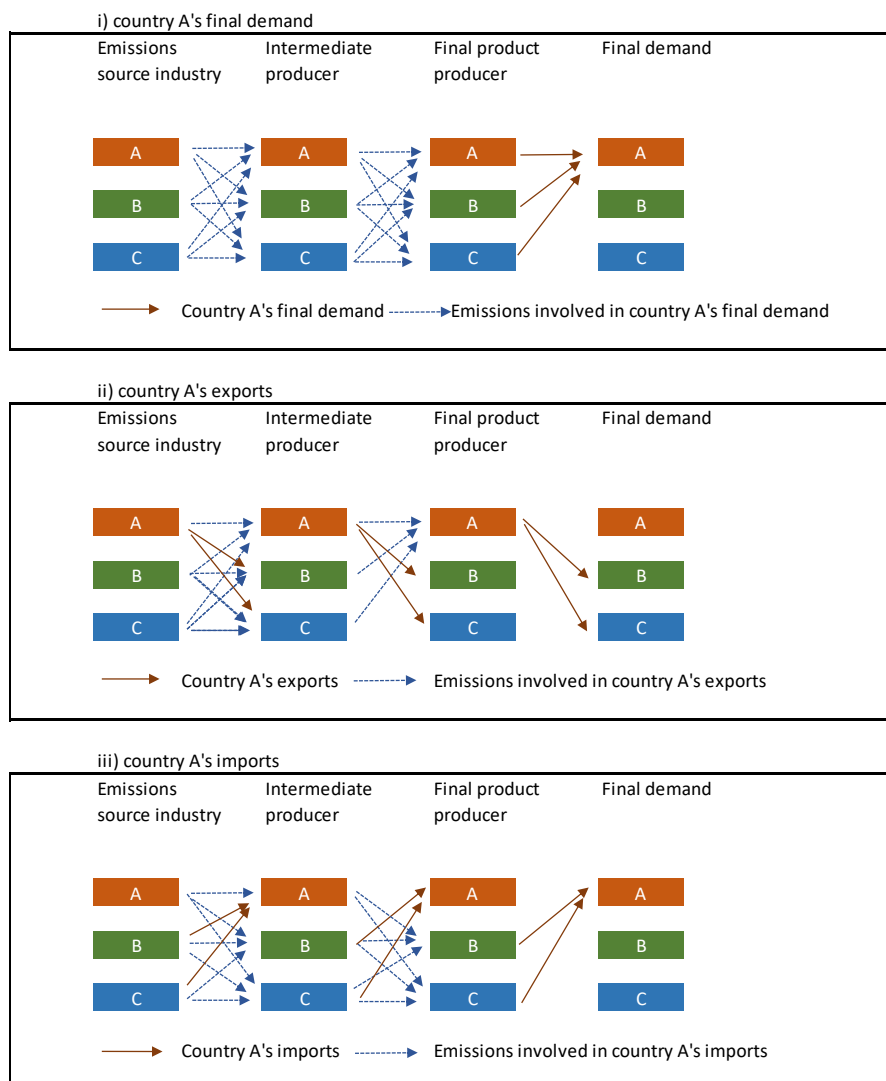 i) country A's final demand
Emissions source industry
Intermediate producer
Final product producer
Final demand
A A A A
B B B B
C C C C
Country A's final demand
Emissions involved in country A's final demand
ii) country A's exports
Emissions source industry
Intermediate producer
Final product producer
Final demand
A A A A
B B B B
C C C C
Country A's exports
Emissions involved in country A's exports
iii) country A's imports
Emissions source industry
Intermediate producer
Final product producer
Final demand
A A A A
B B B B
C C C C
Country A's imports
Emissions involved in country A's imports